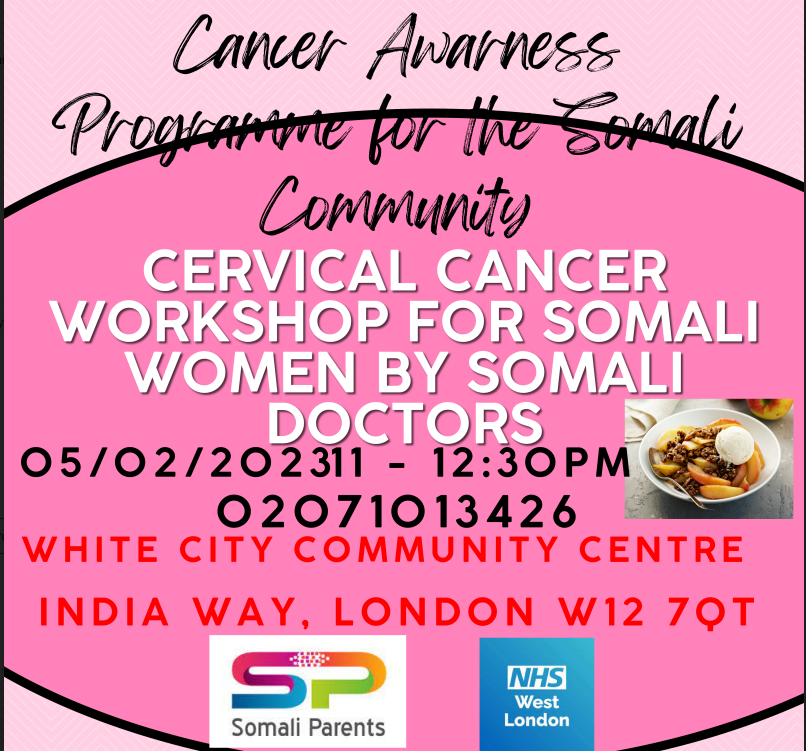 Cancer Awarness
Programme for the Somali
Community
CERVICAL CANCER
WORKSHOP FOR SOMALI
WOMEN BY SOMALI
DOCTORS
05/02/202311 - 12:30PM
02071013426
WHITE CITY COMMUNITY CENTRE
INDIA WAY, LONDON W12 7QT
SP
Somali Parents
NHS
West
London